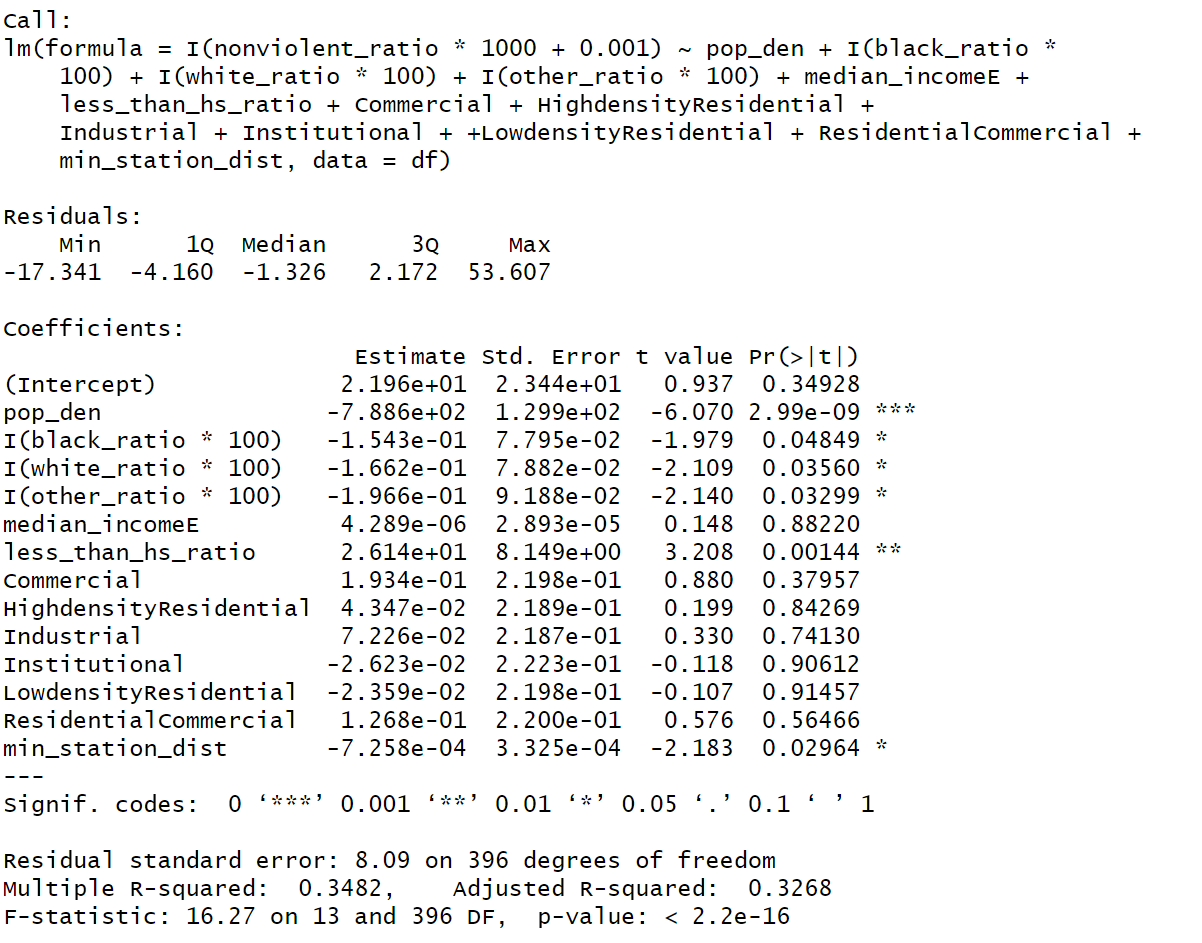 Call:
lm(formula = I(nonviolent_ratio * 1000 + 0.001) ~ pop_den + I(black_ratio *
    100) + I(white_ratio * 100) + I(other_ratio * 100) + median_incomeE +
    less_than_hs_ratio + Commercial + HighdensityResidential +
    Industrial + Institutional + +LowdensityResidential + ResidentialCommercial +
    min_station_dist, data = df)

Residuals:
    Min      1Q  Median      3Q     Max
-17.341  -4.160  -1.326   2.172  53.607

Coefficients:
                         Estimate Std. Error t value Pr(>|t|)
(Intercept)             2.196e+01  2.344e+01   0.937  0.34928
pop_den                -7.886e+02  1.299e+02  -6.070 2.99e-09 ***
I(black_ratio * 100)   -1.543e-01  7.795e-02  -1.979  0.04849 *
I(white_ratio * 100)   -1.662e-01  7.882e-02  -2.109  0.03560 *
I(other_ratio * 100)   -1.966e-01  9.188e-02  -2.140  0.03299 *
median_incomeE          4.289e-06  2.893e-05   0.148  0.88220
less_than_hs_ratio      2.614e+01  8.149e+00   3.208  0.00144 **
Commercial              1.934e-01  2.198e-01   0.880  0.37957
HighdensityResidential  4.347e-02  2.189e-01   0.199  0.84269
Industrial              7.226e-02  2.187e-01   0.330  0.74130
Institutional          -2.623e-02  2.223e-01  -0.118  0.90612
LowdensityResidential  -2.359e-02  2.198e-01  -0.107  0.91457
ResidentialCommercial   1.268e-01  2.200e-01   0.576  0.56466
min_station_dist       -7.258e-04  3.325e-04  -2.183  0.02964 *
---
Signif. codes:  0 ‘***’ 0.001 ‘**’ 0.01 ‘*’ 0.05 ‘.’ 0.1 ‘ ’ 1

Residual standard error: 8.09 on 396 degrees of freedom
Multiple R-squared:  0.3482,    Adjusted R-squared:  0.3268
F-statistic: 16.27 on 13 and 396 DF,  p-value: < 2.2e-16